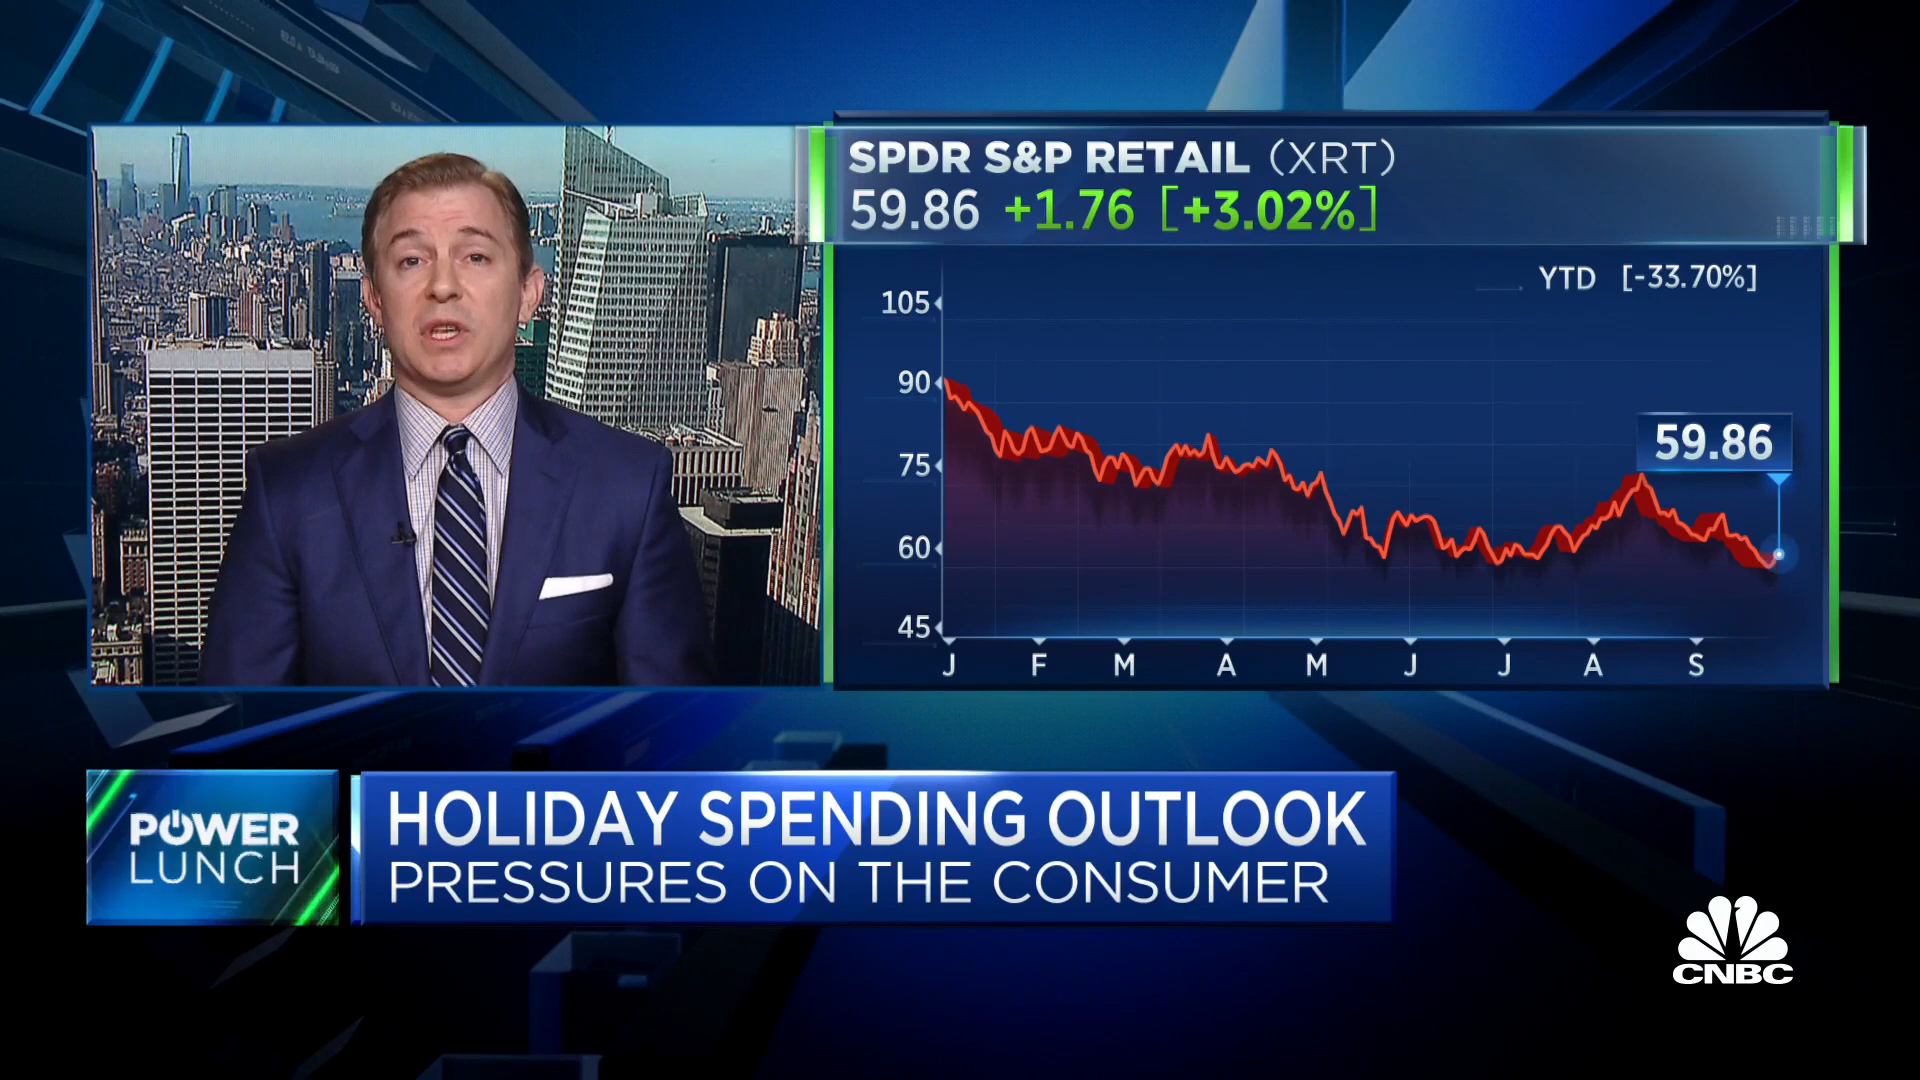 SPDR S&P RETAIL (XRT)
59.86 +1.76 [+3.02%]
YTD [-33.70%]
105
90
75
60
45
59.86
J F M A M J J A S
POWER
LUNCH
HOLIDAY SPENDING OUTLOOK
PRESSURES ON THE CONSUMER
CNBC